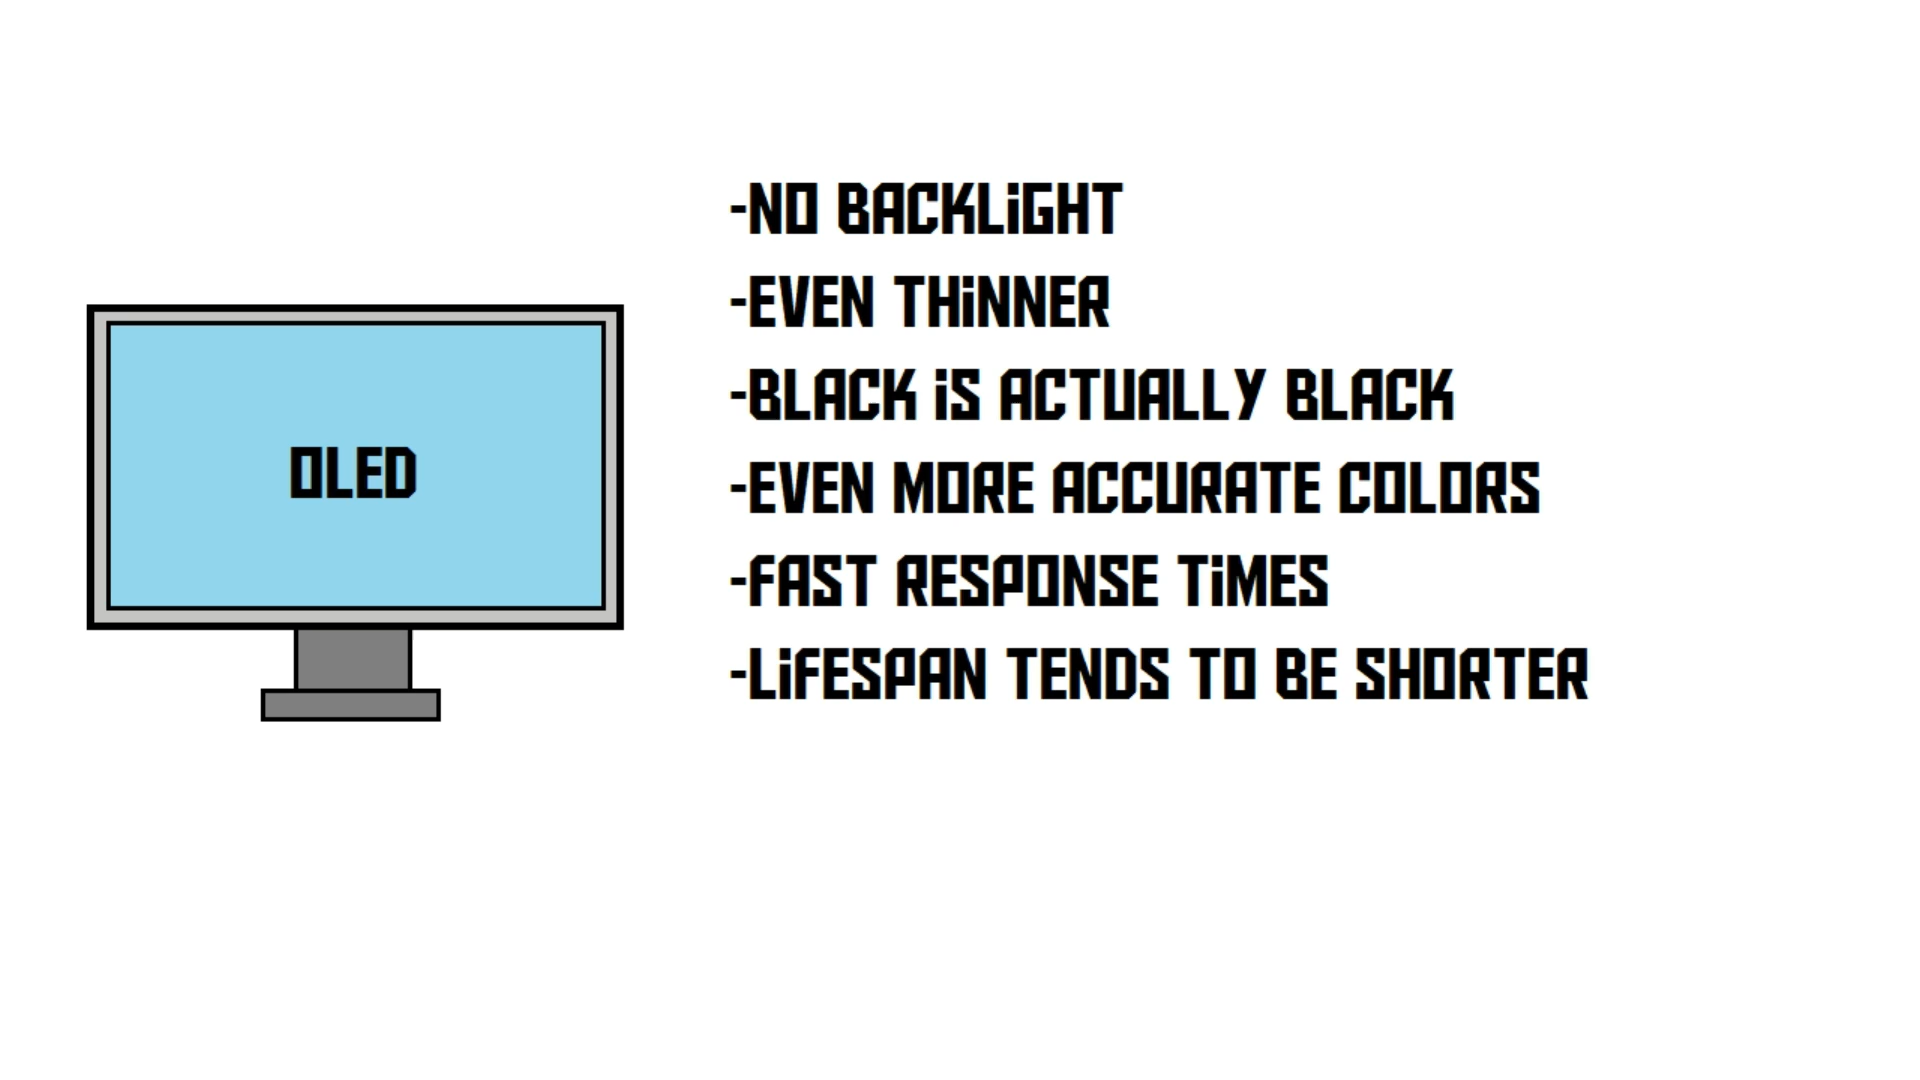 OLED
-NO BACKLiGHT
-EVEN THiNNER
-BLACK iS ACTUALLY BLACK
-EVEN MORE ACCURATE COLORS
-FAST RESPONSE TiMES
-LiFESPAN TENDS TO BE SHORTER